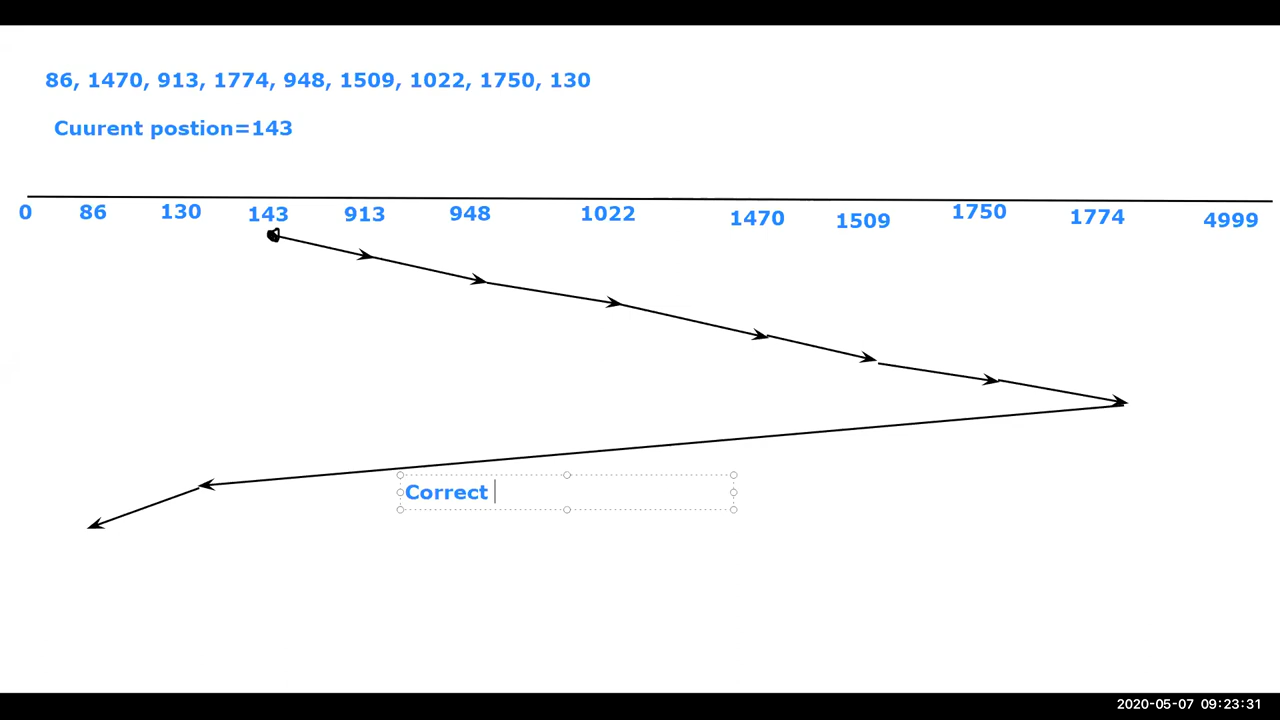 86, 1470, 913, 1774, 948, 1509, 1022, 1750, 130
Cuurent postion=143
0 86 130 143 913 948 1022 1470 1509 1750 1774 4999
Correct
2020-05-07 09:23:31